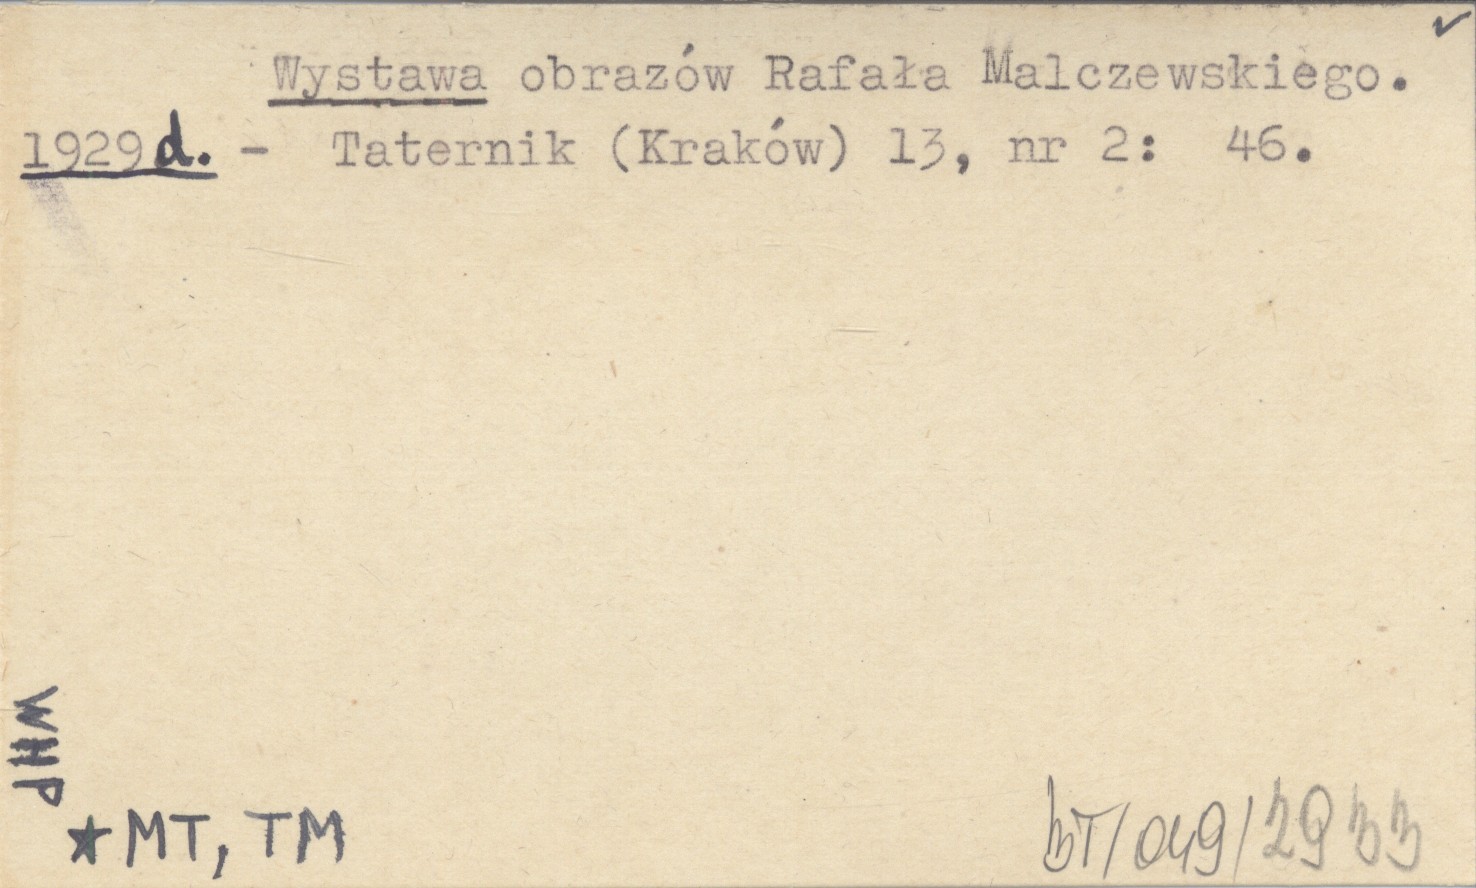 ✓
Wystawa obrazów Rafała Malczewskiego.
1929d. - Taternik (Kraków) 13, nr 2: 46.
WHP
★ MT, TM
BT/049/2933